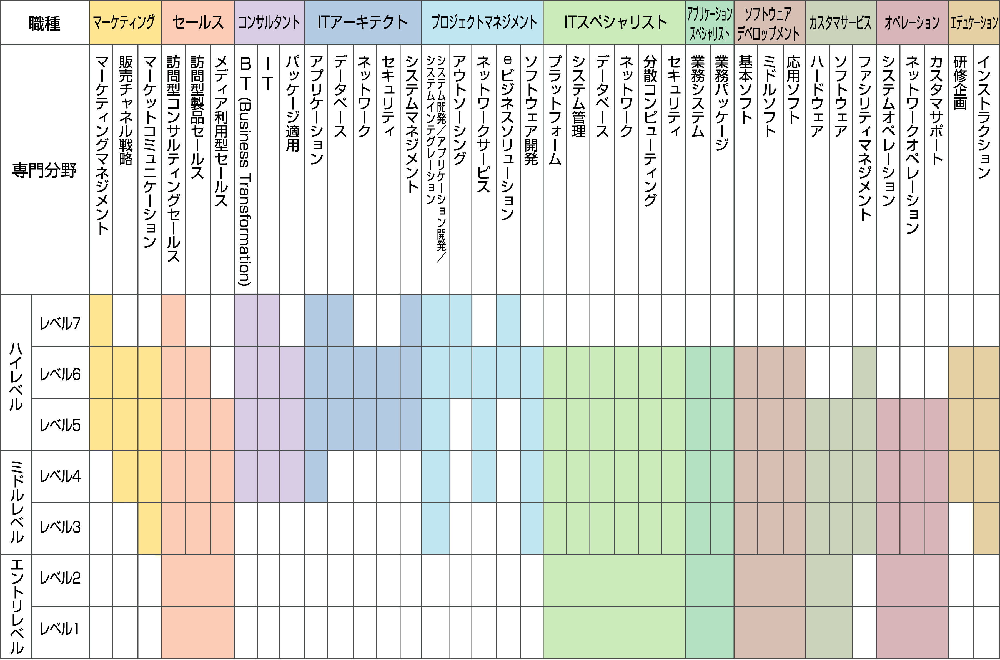 職種
マーケティング
セールス
コンサルタント
ITアーキテクト
プロジェクトマネジメント
ITスペシャリスト
アプリケーション
スペシャリスト
ソフトウェア
デベロップメント
カスタマサービス
オペレーション
エデュケーション
専門分野
マーケティングマネジメント
販売チャネル戦略
マーケットコミュニケーション
訪問型コンサルティングセールス
訪問型製品セールス
メディア利用型セールス
BT(Business Transformation)
IT
パッケージ適用
アプリケーション
データベース
ネットワーク
セキュリティ
システムマネジメント
システム開発／アプリケーション開発／
システムインテグレーション
アウトソーシング
ネットワークサービス
eビジネスソリューション
ソフトウェア開発
プラットフォーム
システム管理
データベース
ネットワーク
分散コンピューティング
セキュリティ
業務システム
業務パッケージ
基本ソフト
ミドルソフト
応用ソフト
ハードウェア
ソフトウェア
ファシリティマネジメント
システムオペレーション
ネットワークオペレーション
カスタマサポート
研修企画
インストラクション
ハイレベル
レベル7
レベル6
レベル5
ミドルレベル
レベル4
レベル3
エントリレベル
レベル2
レベル1